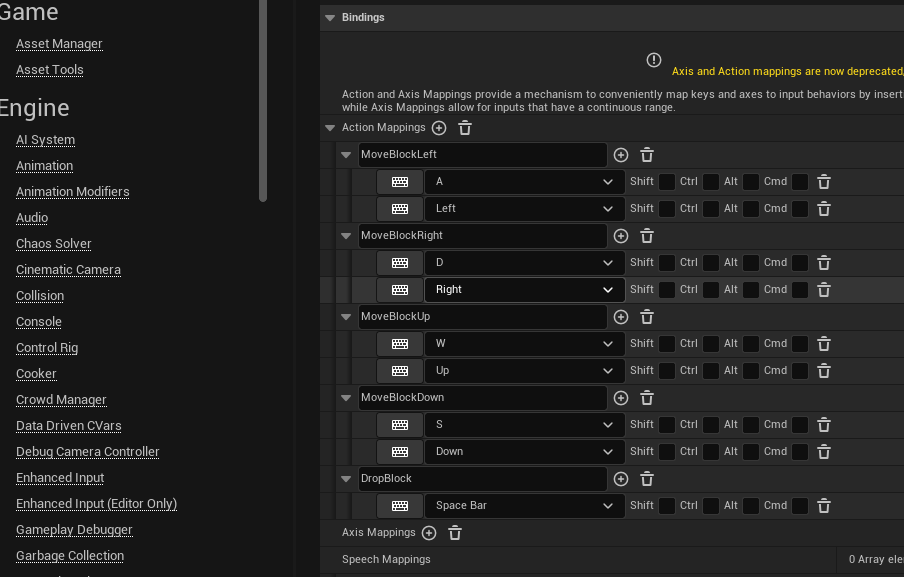 Game
Asset Manager
Asset Tools
Engine
AI System
Animation
Animation Modifiers
Audio
Chaos Solver
Cinematic Camera
Collision
Console
Control Rig
Cooker
Crowd Manager
Data Driven CVars
Debug Camera Controller
Enhanced Input
Enhanced Input (Editor Only)
Gameplay Debugger
Garbage Collection
Bindings
Axis and Action mappings are now deprecated,
Action and Axis Mappings provide a mechanism to conveniently map keys and axes to input behaviors by insert
while Axis Mappings allow for inputs that have a continuous range.
Action Mappings
MoveBlockLeft
A Shift Ctrl Alt Cmd
Left Shift Ctrl Alt Cmd
MoveBlockRight
D Shift Ctrl Alt Cmd
Right Shift Ctrl Alt Cmd
MoveBlockUp
W Shift Ctrl Alt Cmd
Up Shift Ctrl Alt Cmd
MoveBlockDown
S Shift Ctrl Alt Cmd
Down Shift Ctrl Alt Cmd
DropBlock
Space Bar Shift Ctrl Alt Cmd
Axis Mappings
Speech Mappings 0 Array ele